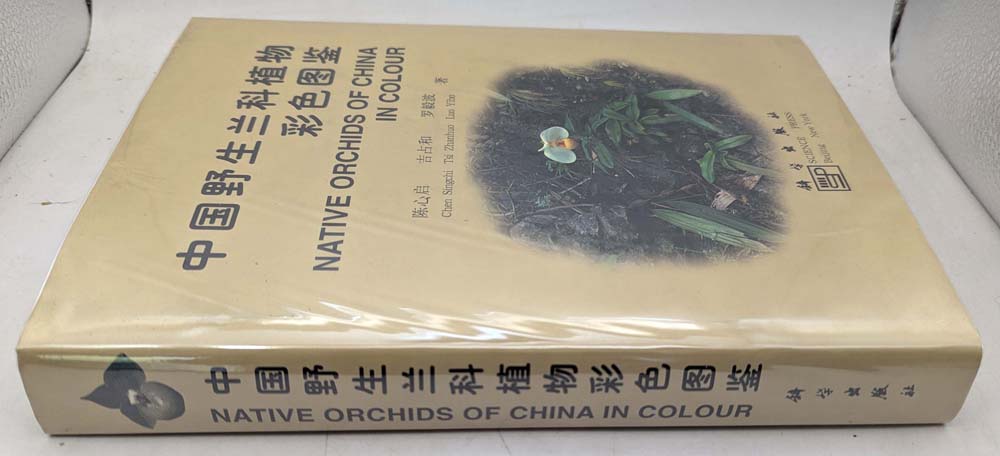 中国野生兰科植物
彩色图鉴
NATIVE ORCHIDS OF CHINA
IN COLOUR
陈心启 吉占和 罗毅波 著
Chen Singchi Tsi Zhanhuo Luo Yibo
科学出版社
SCIENCE PRESS
Beijing New York
中国野生兰科植物彩色图鉴
NATIVE ORCHIDS OF CHINA IN COLOUR
科学出版社